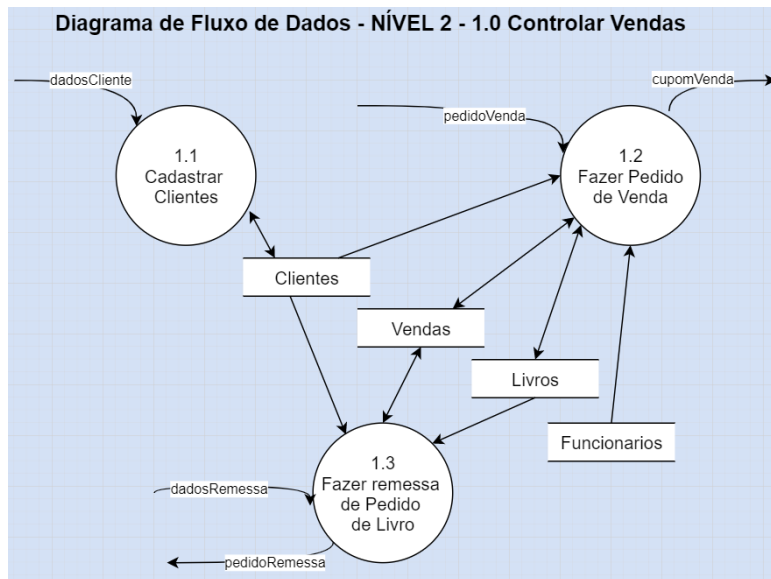 Diagrama de Fluxo de Dados - NÍVEL 2 - 1.0 Controlar Vendas
dadosCliente
cupomVenda
pedidoVenda
1.1
Cadastrar
Clientes
1.2
Fazer Pedido
de Venda
Clientes
Vendas
Livros
Funcionarios
1.3
Fazer remessa
de Pedido
de Livro
dadosRemessa
pedidoRemessa